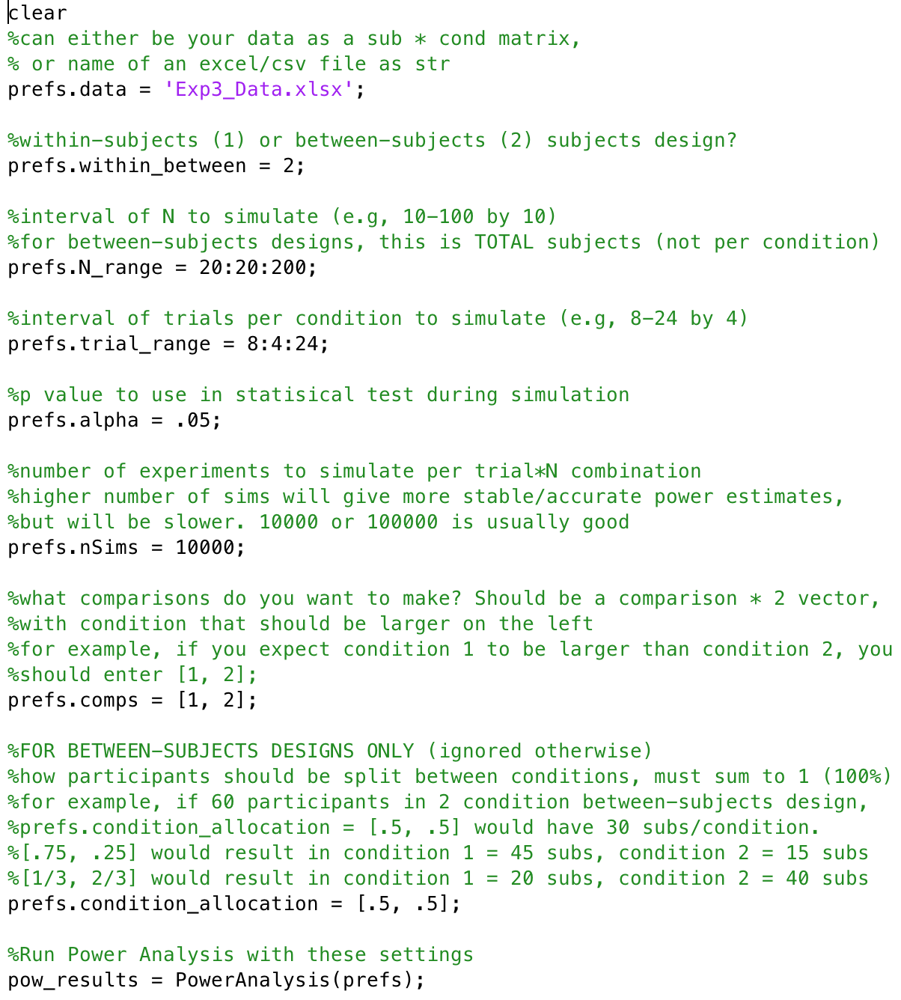 clear
%can either be your data as a sub * cond matrix,
% or name of an excel/csv file as str
prefs.data = 'Exp3_Data.xlsx';
%within-subjects (1) or between-subjects (2) subjects design?
prefs.within_between = 2;
%interval of N to simulate (e.g, 10-100 by 10)
%for between-subjects designs, this is TOTAL subjects (not per condition)
prefs.N_range = 20:20:200;
%interval of trials per condition to simulate (e.g, 8-24 by 4)
prefs.trial_range = 8:4:24;
%p value to use in statisical test during simulation
prefs.alpha = .05;
%number of experiments to simulate per trial*N combination
%higher number of sims will give more stable/accurate power estimates,
%but will be slower. 10000 or 100000 is usually good
prefs.nSims = 10000;
%what comparisons do you want to make? Should be a comparison * 2 vector,
%with condition that should be larger on the left
%for example, if you expect condition 1 to be larger than condition 2, you
%should enter [1, 2];
prefs.comps = [1, 2];
%FOR BETWEEN-SUBJECTS DESIGNS ONLY (ignored otherwise)
%how participants should be split between conditions, must sum to 1 (100%)
%for example, if 60 participants in 2 condition between-subjects design,
%prefs.condition_allocation = [.5, .5] would have 30 subs/condition.
%[.75, .25] would result in condition 1 = 45 subs, condition 2 = 15 subs
%[1/3, 2/3] would result in condition 1 = 20 subs, condition 2 = 40 subs
prefs.condition_allocation = [.5, .5];
%Run Power Analysis with these settings
pow_results = PowerAnalysis(prefs);